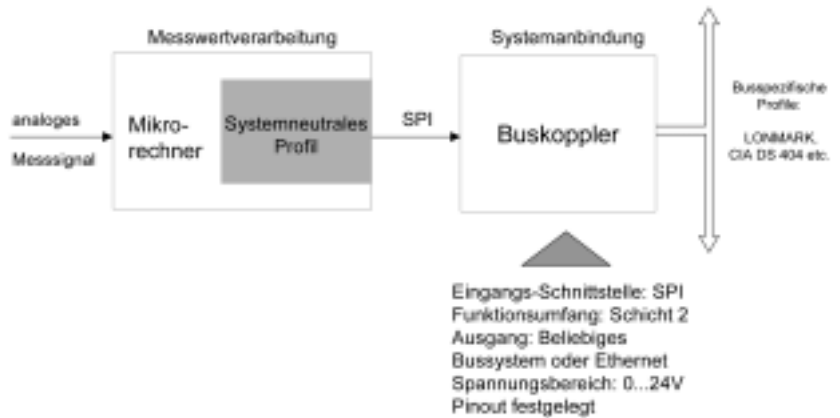 Messwertverarbeitung
Systemanbindung
analoges
Messsignal
Mikro-
rechner
Systemneutrales
Profil
SPI
Buskoppler
Busspezifische
Profile:
LONMARK,
CIA DS 404 etc.
Eingangs-Schnittstelle: SPI
Funktionsumfang: Schicht 2
Ausgang: Beliebiges
Bussystem oder Ethernet
Spannungsbereich: 0...24V
Pinout festgelegt